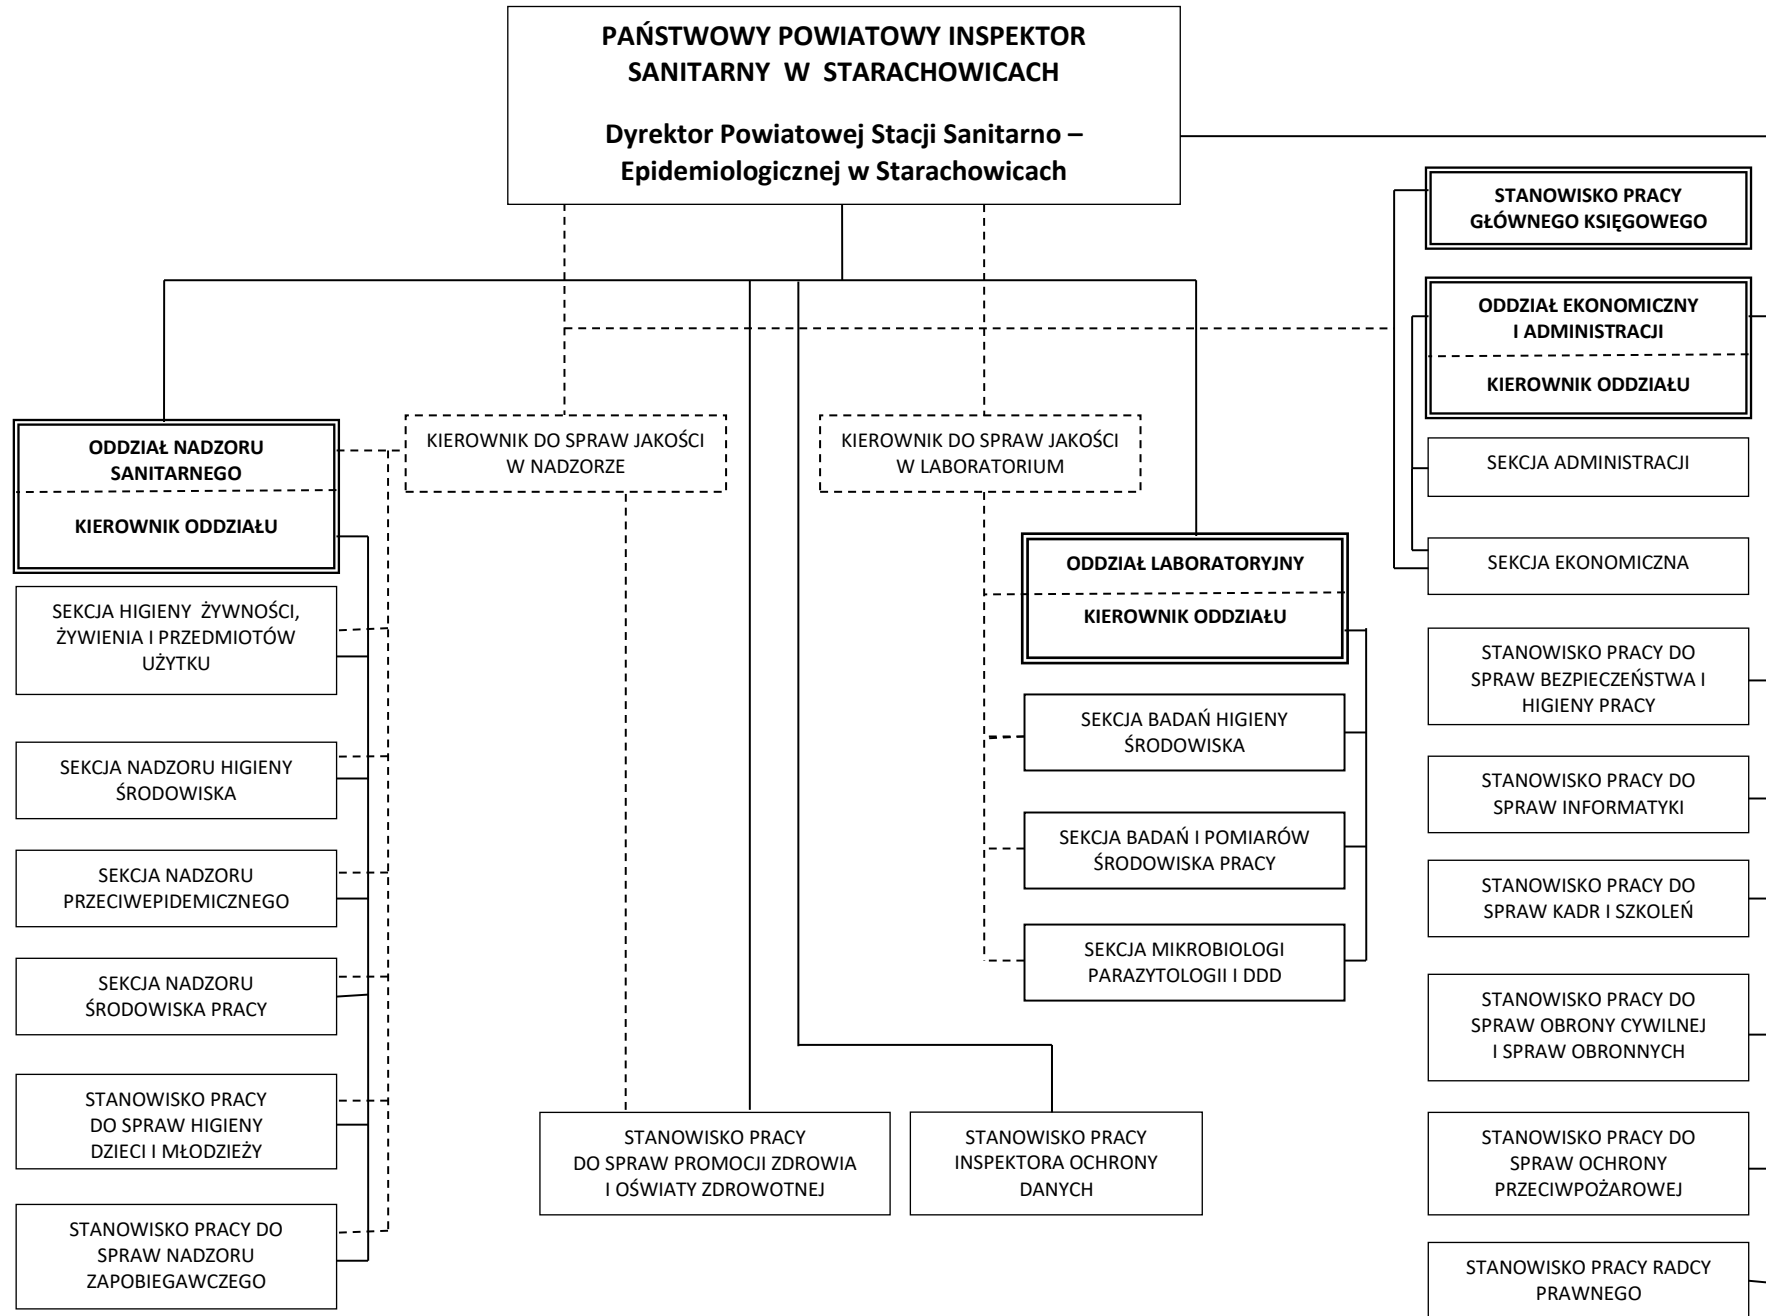 PAŃSTWOWY POWIATOWY INSPEKTOR
SANITARNY W STARACHOWICACH
Dyrektor Powiatowej Stacji Sanitarno –
Epidemiologicznej w Starachowicach
STANOWISKO PRACY
GŁÓWNEGO KSIĘGOWEGO
ODDZIAŁ EKONOMICZNY
I ADMINISTRACJI
KIEROWNIK ODDZIAŁU
SEKCJA ADMINISTRACJI
SEKCJA EKONOMICZNA
STANOWISKO PRACY DO
SPRAW BEZPIECZEŃSTWA I
HIGIENY PRACY
STANOWISKO PRACY DO
SPRAW INFORMATYKI
STANOWISKO PRACY DO
SPRAW KADR I SZKOLEŃ
STANOWISKO PRACY DO
SPRAW OBRONY CYWILNEJ
I SPRAW OBRONNYCH
STANOWISKO PRACY DO
SPRAW OCHRONY
PRZECIWPOŻAROWEJ
STANOWISKO PRACY RADCY
PRAWNEGO
ODDZIAŁ NADZORU
SANITARNEGO
KIEROWNIK ODDZIAŁU
SEKCJA HIGIENY ŻYWNOŚCI,
ŻYWIENIA I PRZEDMIOTÓW
UŻYTKU
SEKCJA NADZORU HIGIENY
ŚRODOWISKA
SEKCJA NADZORU
PRZECIWEPIDEMICZNEGO
SEKCJA NADZORU
ŚRODOWISKA PRACY
STANOWISKO PRACY
DO SPRAW HIGIENY
DZIECI I MŁODZIEŻY
STANOWISKO PRACY DO
SPRAW NADZORU
ZAPOBIEGAWCZEGO
KIEROWNIK DO SPRAW JAKOŚCI
W NADZORZE
KIEROWNIK DO SPRAW JAKOŚCI
W LABORATORIUM
ODDZIAŁ LABORATORYJNY
KIEROWNIK ODDZIAŁU
SEKCJA BADAŃ HIGIENY
ŚRODOWISKA
SEKCJA BADAŃ I POMIARÓW
ŚRODOWISKA PRACY
SEKCJA MIKROBIOLOGI
PARAZYTOLOGII I DDD
STANOWISKO PRACY
DO SPRAW PROMOCJI ZDROWIA
I OŚWIATY ZDROWOTNEJ
STANOWISKO PRACY
INSPEKTORA OCHRONY
DANYCH